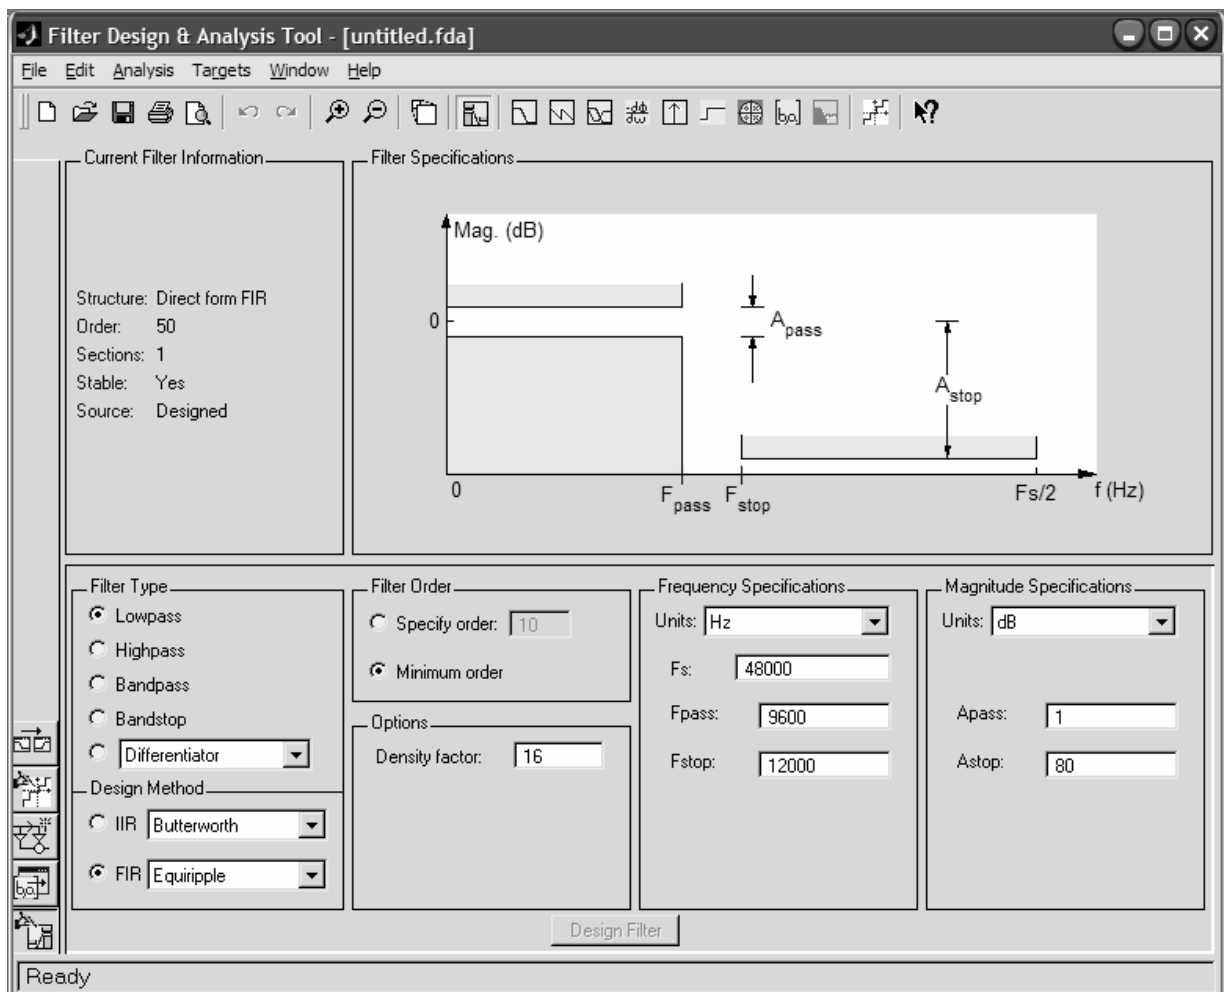 Filter Design & Analysis Tool - [untitled.fda]
File Edit Analysis Targets Window Help
Current Filter Information
Structure: Direct form FIR
Order: 50
Sections: 1
Stable: Yes
Source: Designed
Filter Specifications
Mag. (dB)
0
Apass
Astop
0
Fpass
Fstop
Fs/2
f (Hz)
Filter Type
Lowpass
Highpass
Bandpass
Bandstop
Differentiator
Design Method
IIR Butterworth
FIR Equiripple
Filter Order
Specify order: 10
Minimum order
Options
Density factor: 16
Frequency Specifications
Units: Hz
Fs: 48000
Fpass: 9600
Fstop: 12000
Magnitude Specifications
Units: dB
Apass: 1
Astop: 80
Design Filter
Ready